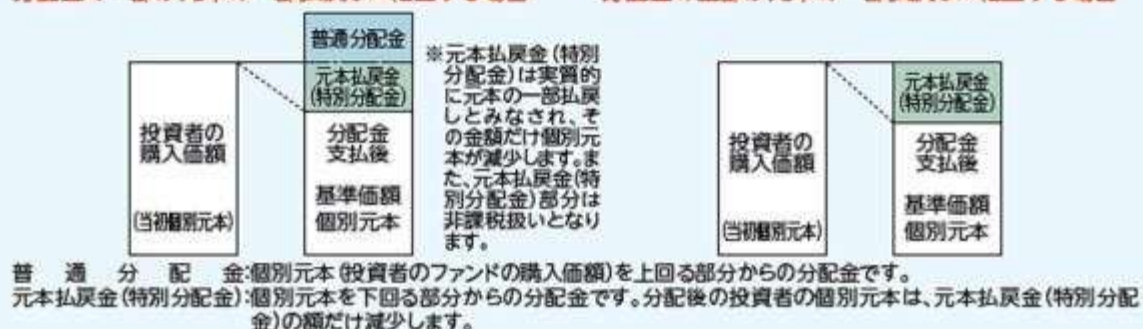 普通分配金
元本払戻金
(特別分配金)
投資者の
購入価額
(当初個別元本)
分配金
支払後
基準価額
個別元本
※元本払戻金(特別
分配金)は実質的
に元本の一部払戻
しとみなされ、そ
の金額だけ個別元
本が減少します。ま
た、元本払戻金(特
別分配金)部分は
非課税扱いとなり
ます。
投資者の
購入価額
(当初個別元本)
元本払戻金
(特別分配金)
分配金
支払後
基準価額
個別元本
普通分配金:個別元本(投資者のファンドの購入価額)を上回る部分からの分配金です。
元本払戻金(特別分配金):個別元本を下回る部分からの分配金です。分配後の投資者の個別元本は、元本払戻金(特別分配
金)の額だけ減少します。